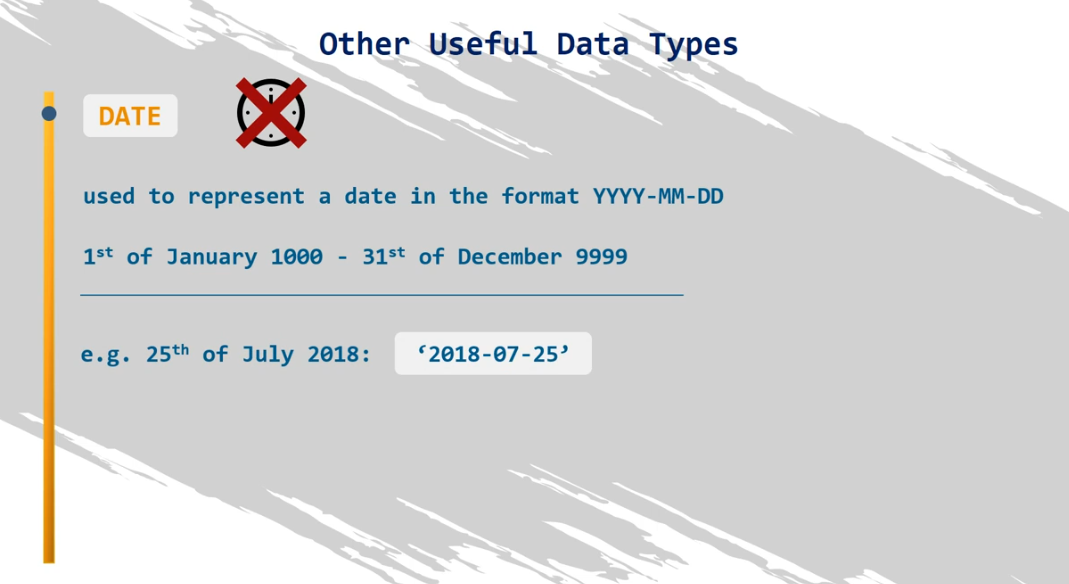 Other Useful Data Types
DATE
used to represent a date in the format YYYY-MM-DD
1st of January 1000 - 31st of December 9999
e.g. 25th of July 2018: ‘2018-07-25’